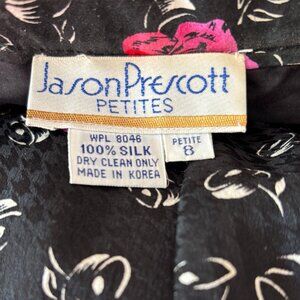 Jason Prescott
PETITES
WPL 8046
100% SILK
DRY CLEAN ONLY
MADE IN KOREA
PETITE
8